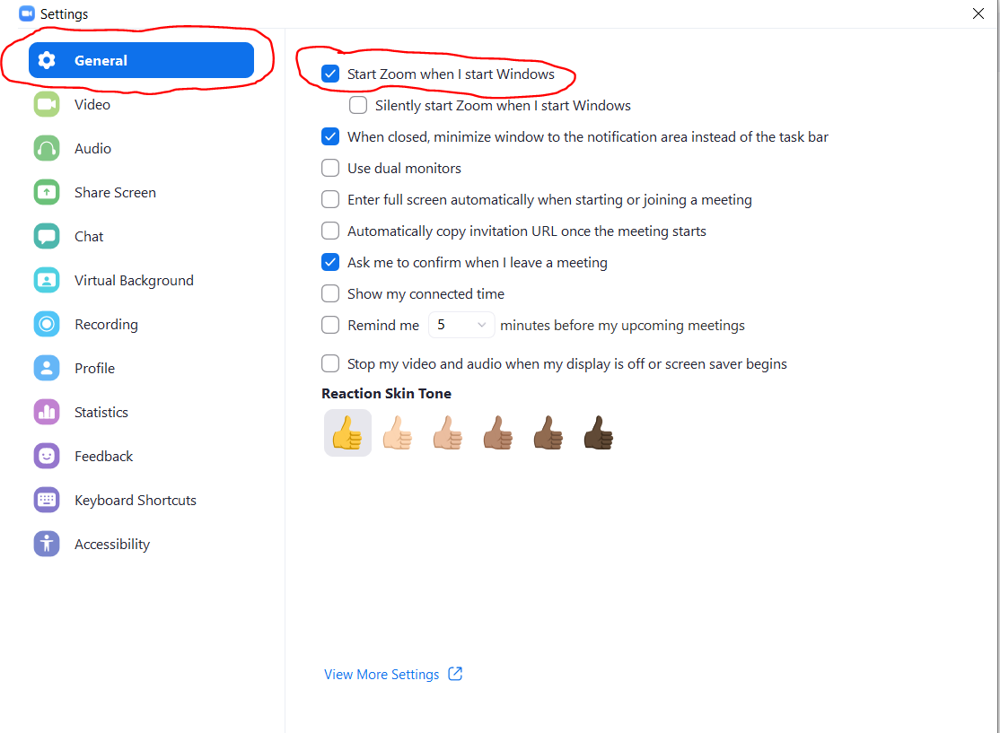 Settings
General
Video
Audio
Share Screen
Chat
Virtual Background
Recording
Profile
Statistics
Feedback
Keyboard Shortcuts
Accessibility
Start Zoom when I start Windows
Silently start Zoom when I start Windows
When closed, minimize window to the notification area instead of the task bar
Use dual monitors
Enter full screen automatically when starting or joining a meeting
Automatically copy invitation URL once the meeting starts
Ask me to confirm when I leave a meeting
Show my connected time
Remind me 5 minutes before my upcoming meetings
Stop my video and audio when my display is off or screen saver begins
Reaction Skin Tone
View More Settings